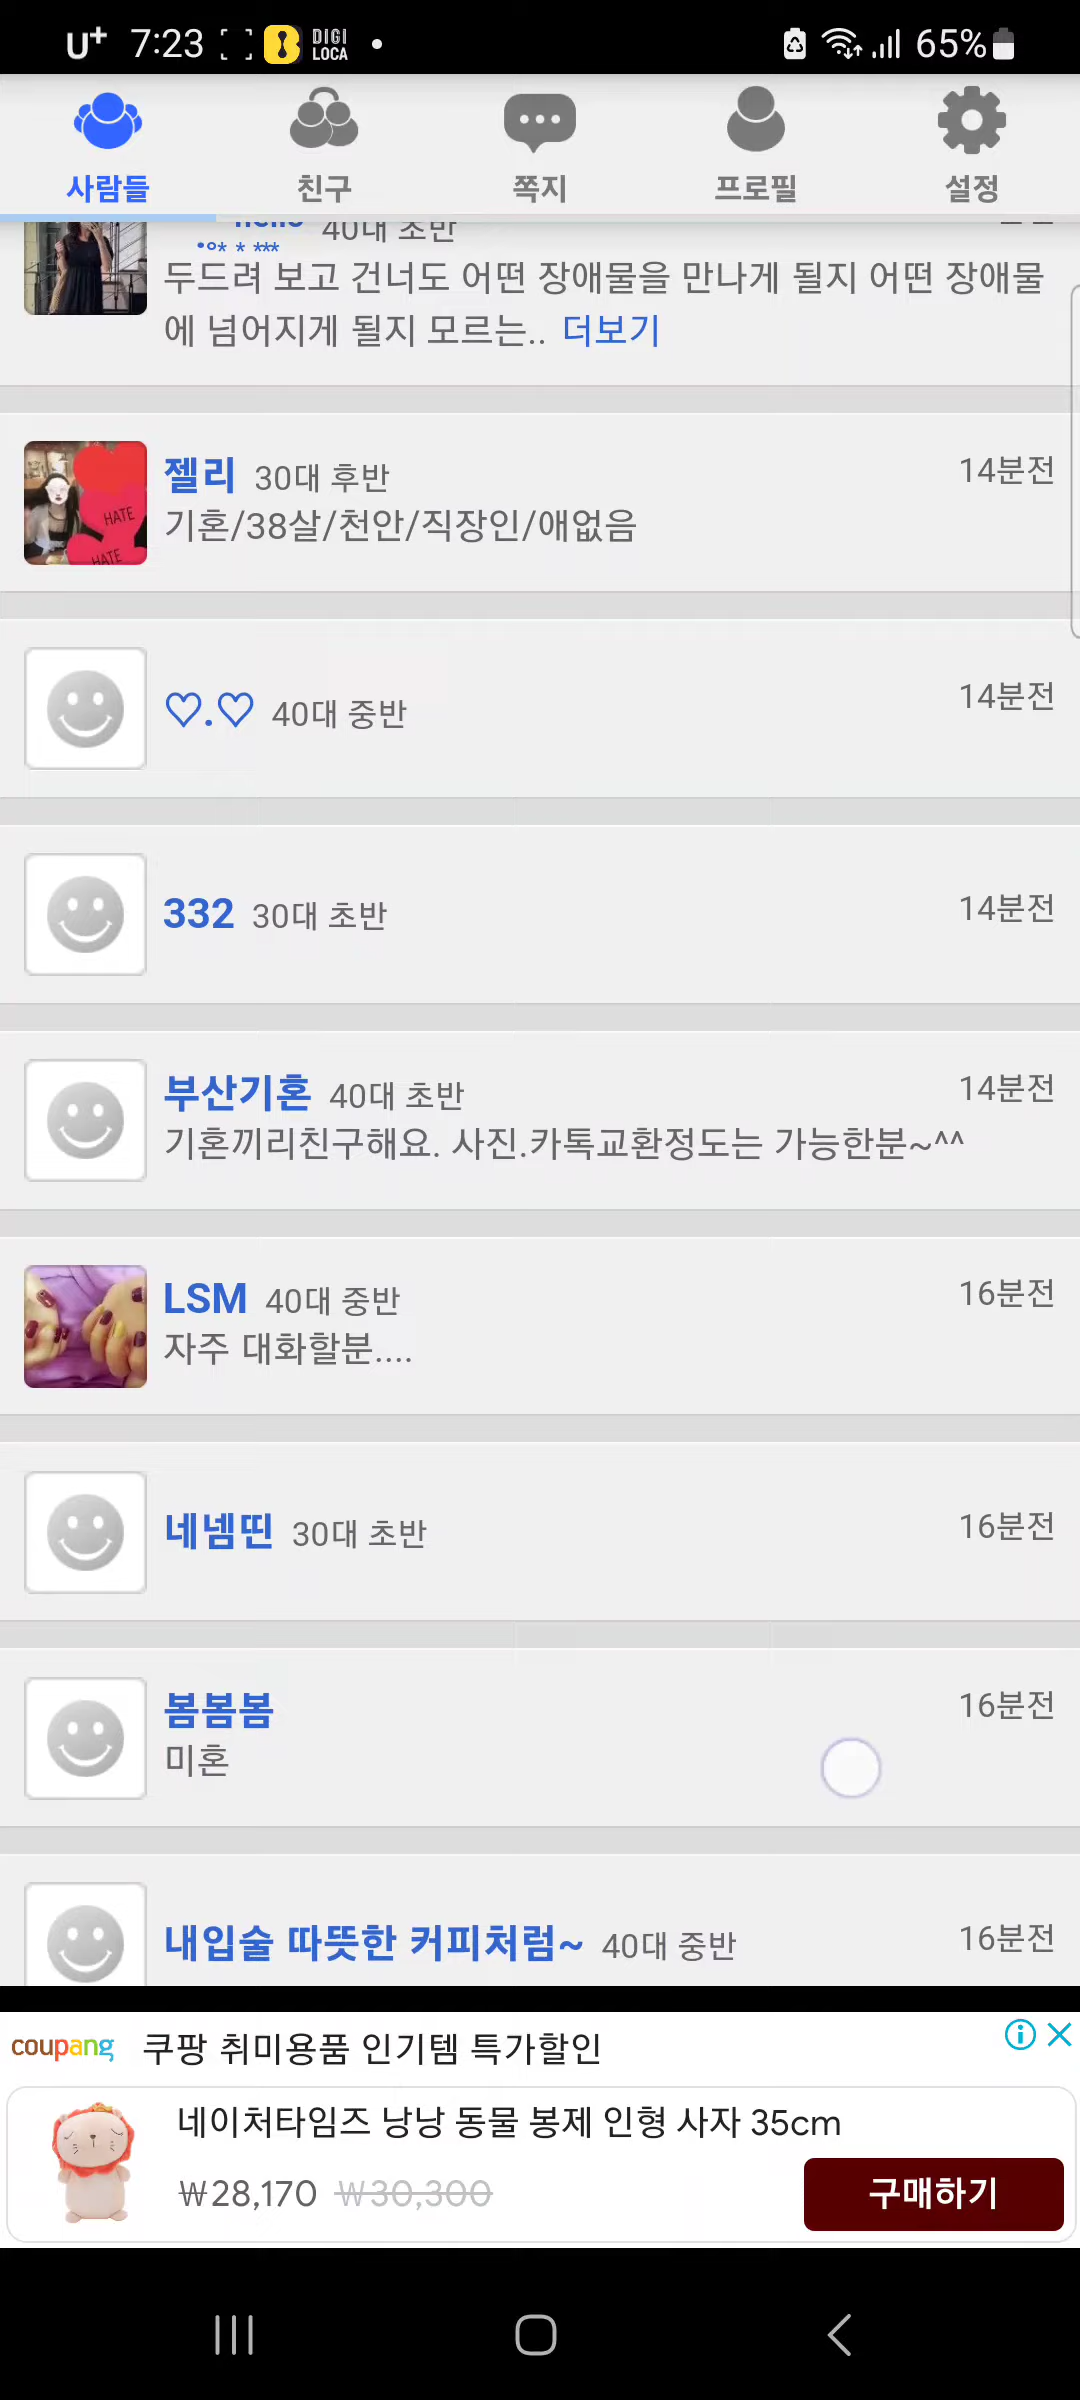 U+ 7:23 DIGI LOCA 65%
사람들 친구 쪽지 프로필 설정
hello 40대 초반
두드려 보고 건너도 어떤 장애물을 만나게 될지 어떤 장애물
에 넘어지게 될지 모르는.. 더보기
젤리 30대 후반 14분전
기혼/38살/천안/직장인/애없음
HATE
HATE
♡.♡ 40대 중반 14분전
332 30대 초반 14분전
부산기혼 40대 초반 14분전
기혼끼리친구해요. 사진.카톡교환정도는 가능한분~^^
LSM 40대 중반 16분전
자주 대화할분....
네넴띤 30대 초반 16분전
봄봄봄 16분전
미혼
내입술 따뜻한 커피처럼~ 40대 중반 16분전
coupang 쿠팡 취미용품 인기템 특가할인
네이처타임즈 낭낭 동물 봉제 인형 사자 35cm
₩28,170 ₩30,300
구매하기